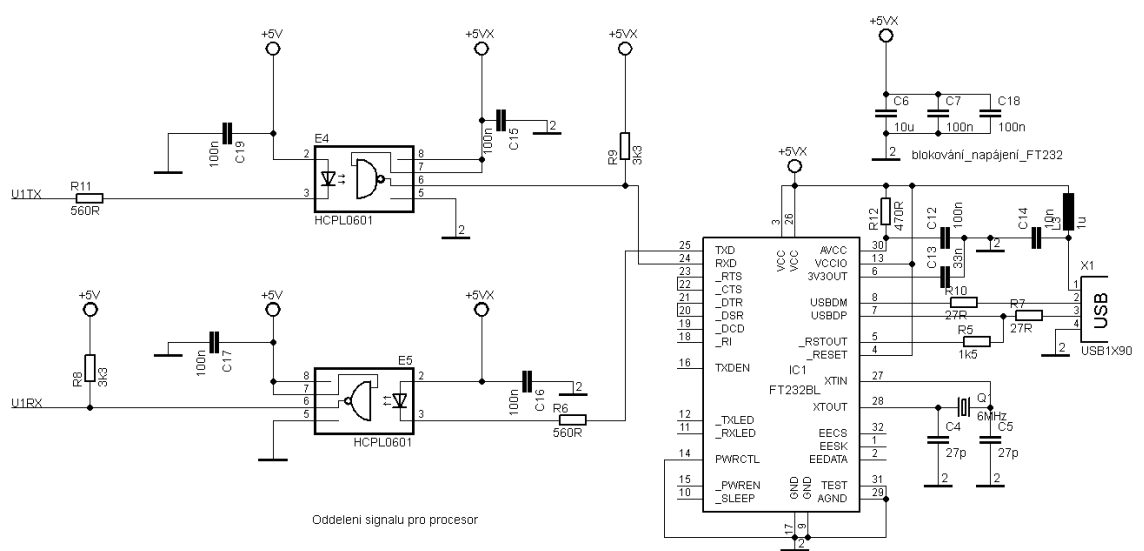 +5V
+5VX
+5VX
+5VX
C6
10u
C7
100n
C18
100n
2
blokování_napájení_FT232
C19
100n
E4
C15
100n
2
R9
3k3
2
3
8
7
6
5
HCPL0601
U1TX
R11
560R
2
+5VX
3
26
R12
470R
C12
100n
C14
10n
L3
1u
2
C13
33n
VCC
VCC
25
TXD
24
RXD
23
_RTS
22
_CTS
21
_DTR
20
_DSR
19
_DCD
18
_RI
16
TXDEN
12
_TXLED
11
_RXLED
14
PWRCTL
15
_PWREN
10
_SLEEP
AVCC
30
VCCIO
13
3V3OUT
6
USBDM
8
USBDP
7
_RSTOUT
5
_RESET
4
IC1
FT232BL
XTIN
27
XTOUT
28
EECS
32
EESK
1
EEDATA
2
TEST
31
AGND
29
GND
GND
17
9
2
R10
27R
R7
27R
R5
1k5
X1
1
2
3
4
USB
USB1X90
2
Q1
6MHz
C4
27p
C5
27p
2
2
+5V
+5V
+5VX
R8
3k3
C17
100n
E5
C16
100n
2
8
7
6
5
2
3
HCPL0601
R6
560R
U1RX
Oddeleni signalu pro procesor